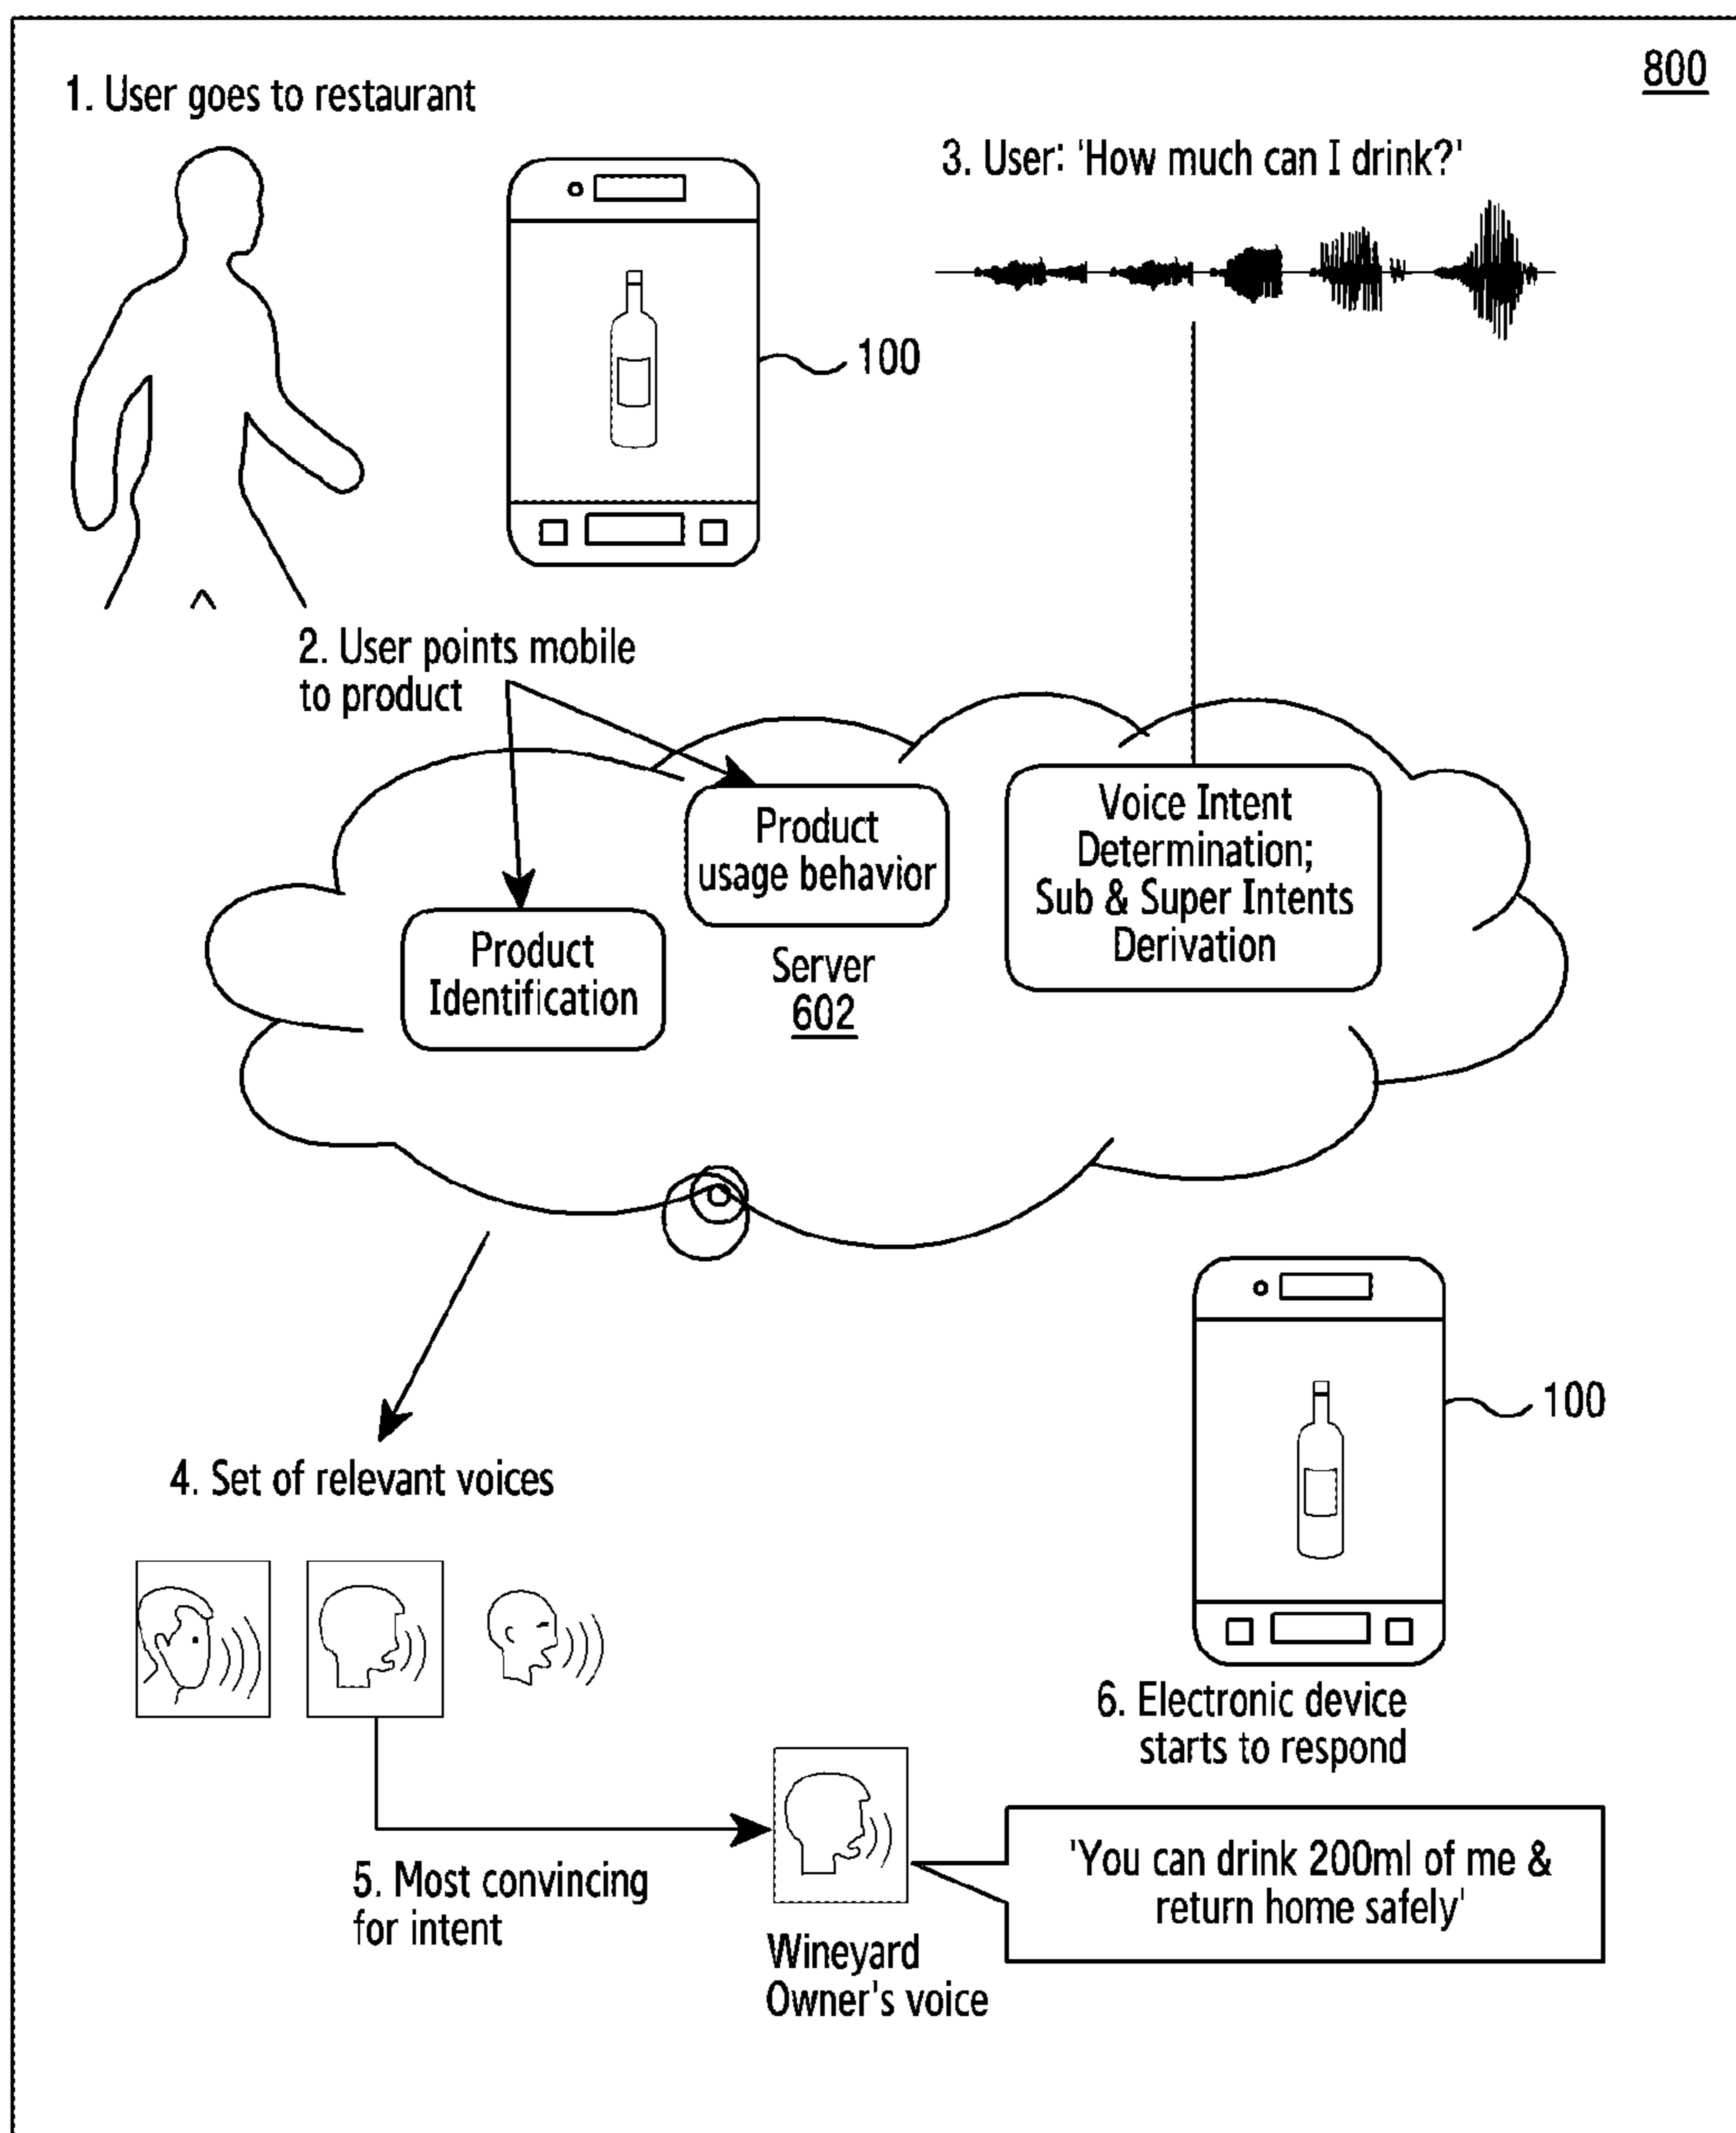 800
1. User goes to restaurant
3. User: 'How much can I drink?'
100
2. User points mobile
to product
Product
usage behavior
Voice Intent
Determination;
Sub & Super Intents
Derivation
Product
Identification
Server
602
4. Set of relevant voices
100
6. Electronic device
starts to respond
5. Most convincing
for intent
Wineyard
Owner's voice
'You can drink 200ml of me &
return home safely'